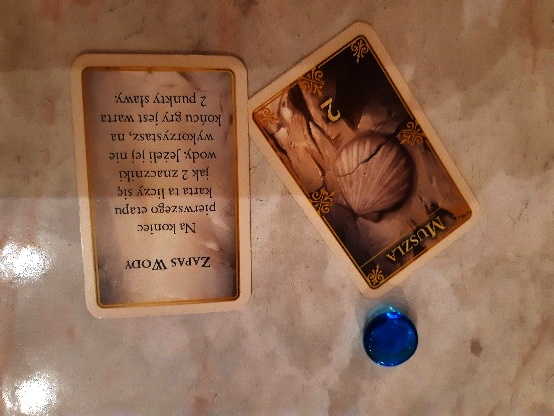 Zapas Wody
Na koniec
pierwszego etapu
karta ta liczy się
jak 2 znaczniki
wody. Jeżeli jej nie
wykorzystasz, na
końcu gry jest warta
2 punkty sławy.
Muszla
2